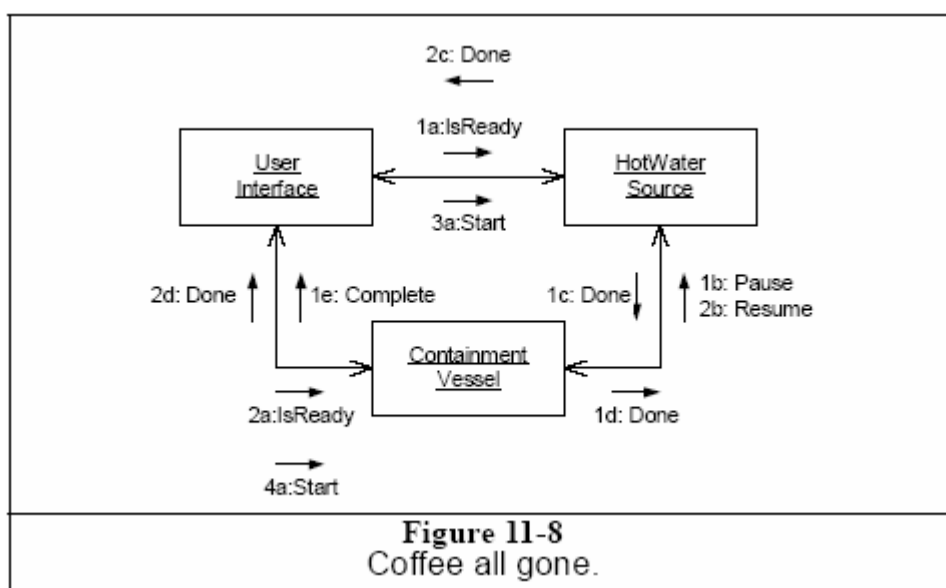 2c: Done
1a:IsReady
User
Interface
HotWater
Source
3a:Start
2d: Done
1e: Complete
1c: Done
1b: Pause
2b: Resume
Containment
Vessel
2a:IsReady
1d: Done
4a:Start
Figure 11-8
Coffee all gone.